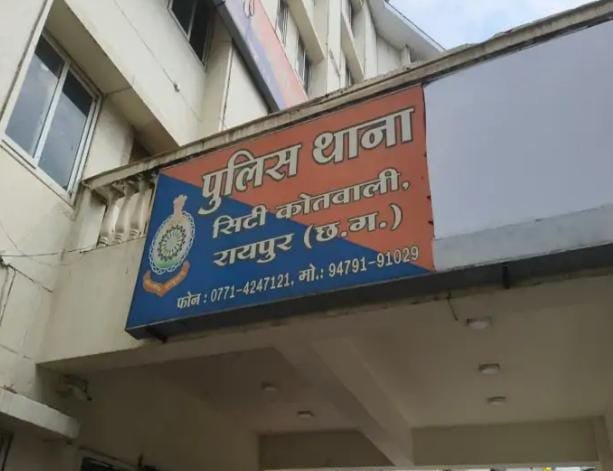 पुलिस थाना
सिटी कोतवाली,
रायपुर (छ.ग.)
फोन : 0771-4247121, मो.: 94791-91029